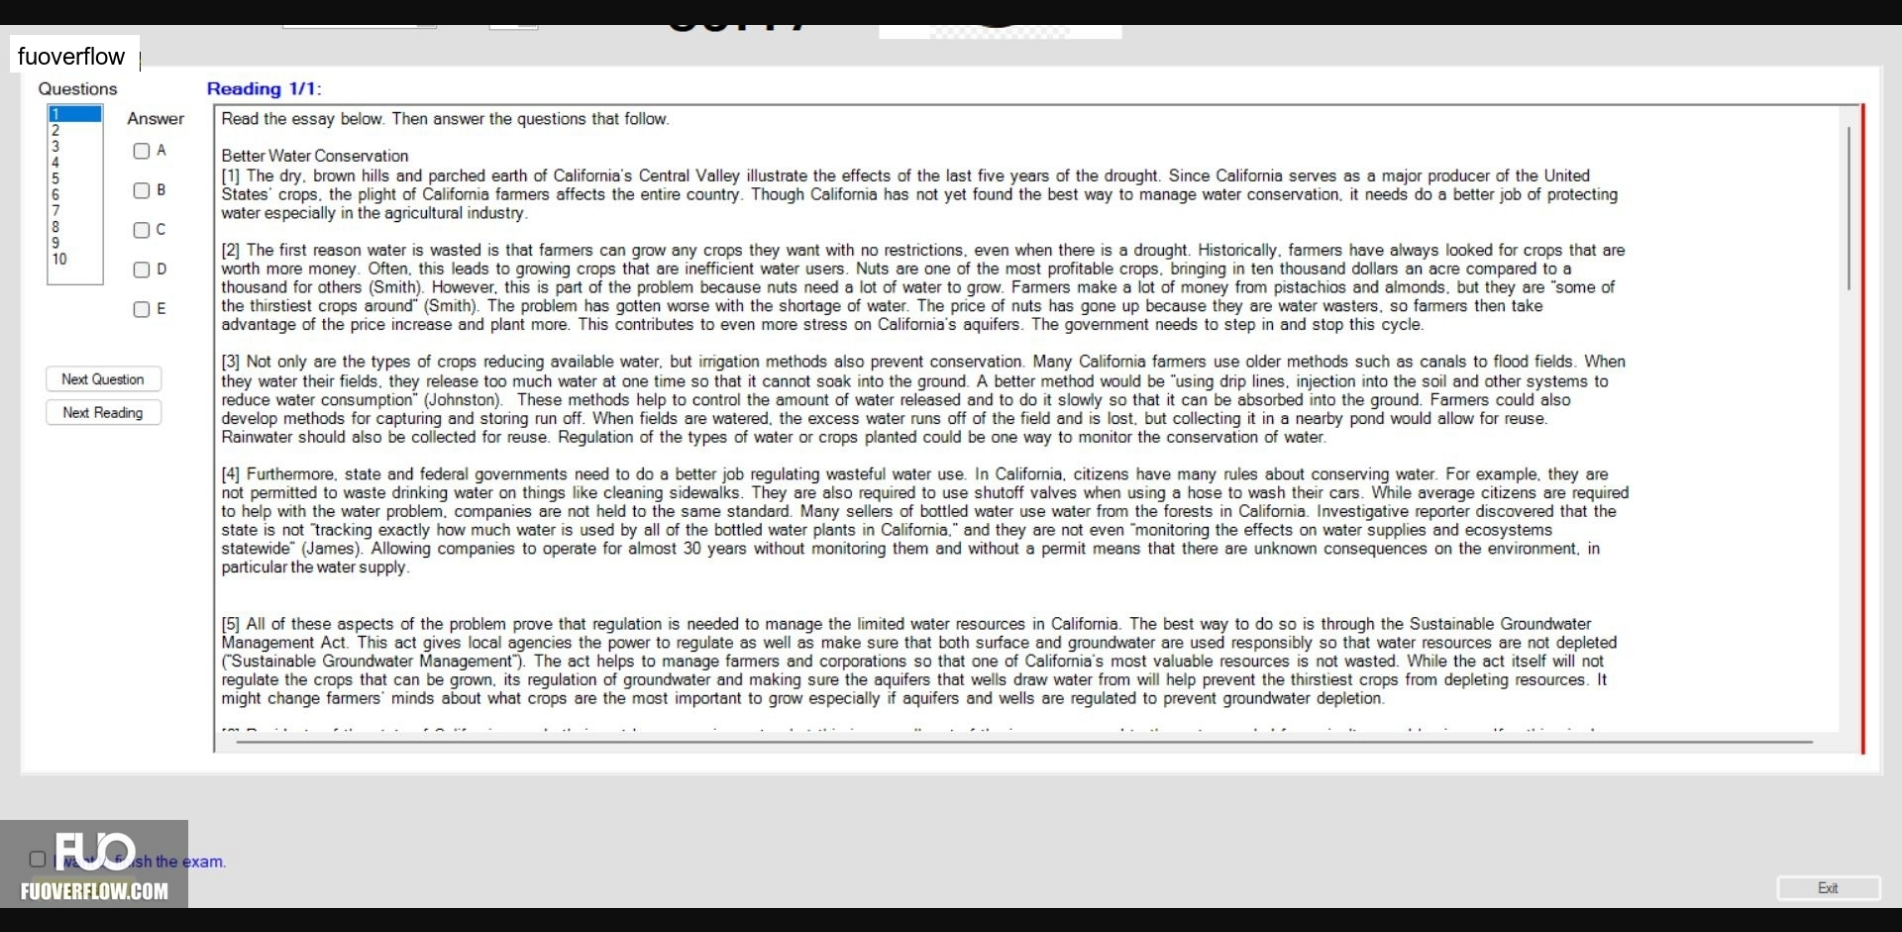 fuoverflow
Questions
Reading 1/1:
1
2
3
4
5
6
7
8
9
10
Answer
A
B
C
D
E
Next Question
Next Reading
Read the essay below. Then answer the questions that follow.
Better Water Conservation
[1] The dry, brown hills and parched earth of California's Central Valley illustrate the effects of the last five years of the drought. Since California serves as a major producer of the United
States' crops, the plight of California farmers affects the entire country. Though California has not yet found the best way to manage water conservation, it needs do a better job of protecting
water especially in the agricultural industry.
[2] The first reason water is wasted is that farmers can grow any crops they want with no restrictions, even when there is a drought. Historically, farmers have always looked for crops that are
worth more money. Often, this leads to growing crops that are inefficient water users. Nuts are one of the most profitable crops, bringing in ten thousand dollars an acre compared to a
thousand for others (Smith). However, this is part of the problem because nuts need a lot of water to grow. Farmers make a lot of money from pistachios and almonds, but they are "some of
the thirstiest crops around" (Smith). The problem has gotten worse with the shortage of water. The price of nuts has gone up because they are water wasters, so farmers then take
advantage of the price increase and plant more. This contributes to even more stress on California's aquifers. The government needs to step in and stop this cycle.
[3] Not only are the types of crops reducing available water, but irrigation methods also prevent conservation. Many California farmers use older methods such as canals to flood fields. When
they water their fields, they release too much water at one time so that it cannot soak into the ground. A better method would be "using drip lines, injection into the soil and other systems to
reduce water consumption" (Johnston). These methods help to control the amount of water released and to do it slowly so that it can be absorbed into the ground. Farmers could also
develop methods for capturing and storing run off. When fields are watered, the excess water runs off of the field and is lost, but collecting it in a nearby pond would allow for reuse.
Rainwater should also be collected for reuse. Regulation of the types of water or crops planted could be one way to monitor the conservation of water.
[4] Furthermore, state and federal governments need to do a better job regulating wasteful water use. In California, citizens have many rules about conserving water. For example, they are
not permitted to waste drinking water on things like cleaning sidewalks. They are also required to use shutoff valves when using a hose to wash their cars. While average citizens are required
to help with the water problem, companies are not held to the same standard. Many sellers of bottled water use water from the forests in California. Investigative reporter discovered that the
state is not "tracking exactly how much water is used by all of the bottled water plants in California," and they are not even "monitoring the effects on water supplies and ecosystems
statewide" (James). Allowing companies to operate for almost 30 years without monitoring them and without a permit means that there are unknown consequences on the environment, in
particular the water supply.
[5] All of these aspects of the problem prove that regulation is needed to manage the limited water resources in California. The best way to do so is through the Sustainable Groundwater
Management Act. This act gives local agencies the power to regulate as well as make sure that both surface and groundwater are used responsibly so that water resources are not depleted
("Sustainable Groundwater Management"). The act helps to manage farmers and corporations so that one of California's most valuable resources is not wasted. While the act itself will not
regulate the crops that can be grown, its regulation of groundwater and making sure the aquifers that wells draw water from will help prevent the thirstiest crops from depleting resources. It
might change farmers' minds about what crops are the most important to grow especially if aquifers and wells are regulated to prevent groundwater depletion.
the exam.
FUO
FUOVERFLOW.COM
Exit